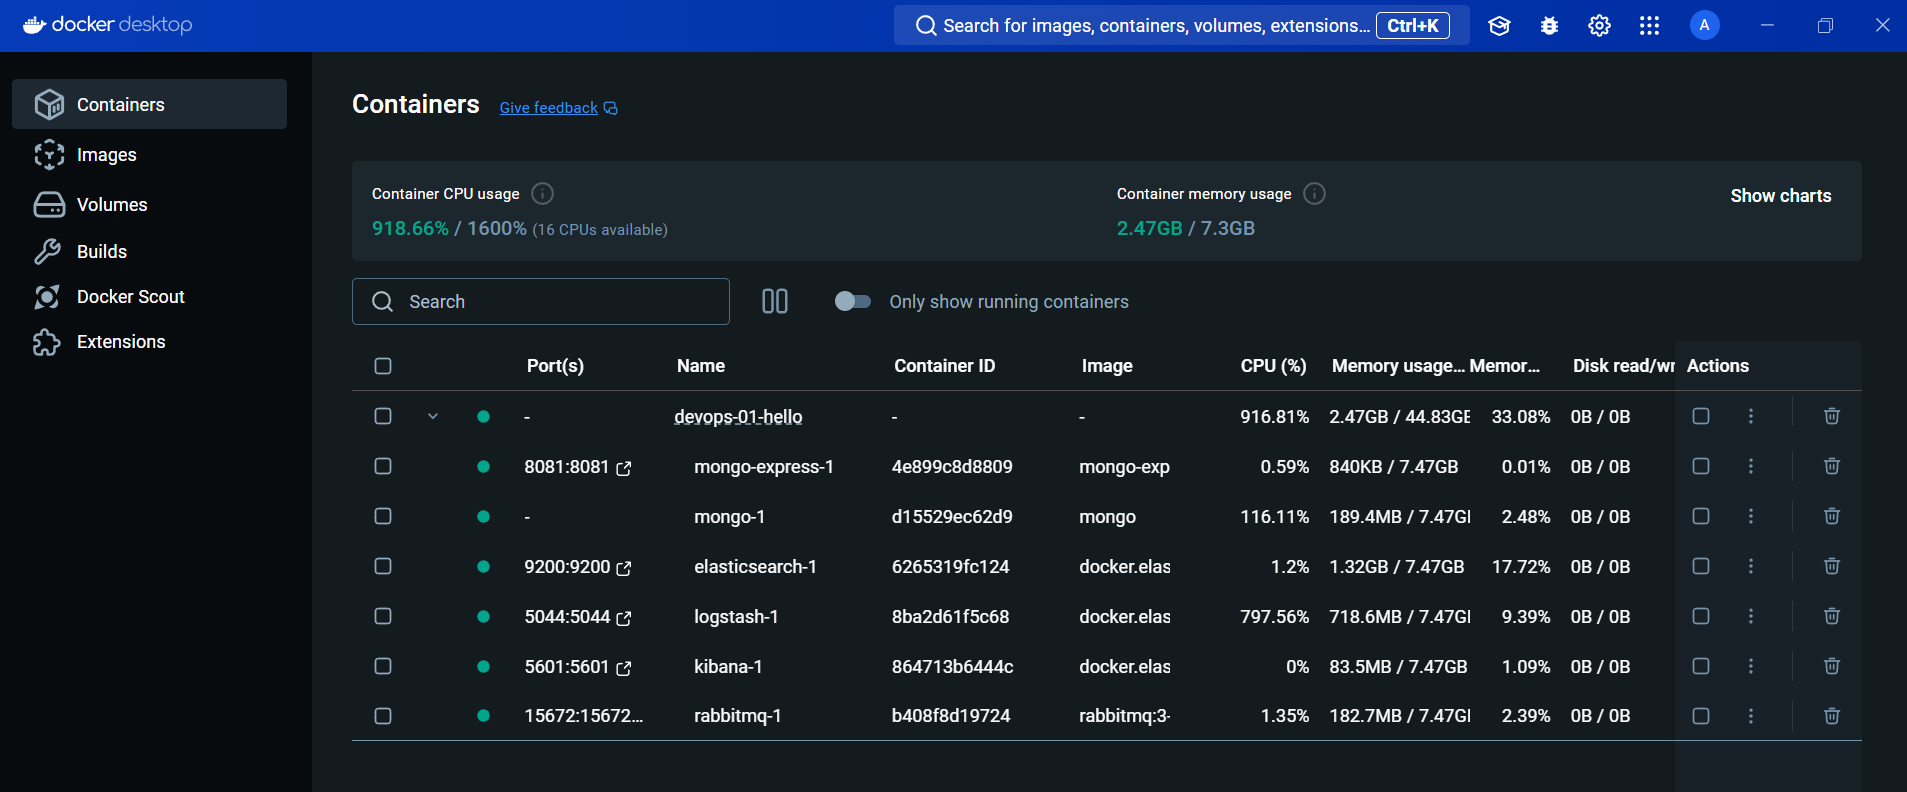 docker desktop
Search for images, containers, volumes, extensions... Ctrl+K
A
Containers
Images
Volumes
Builds
Docker Scout
Extensions
Containers Give feedback
Container CPU usage
918.66% / 1600% (16 CPUs available)
Container memory usage
2.47GB / 7.3GB
Show charts
Search
Only show running containers
Port(s) Name Container ID Image CPU (%) Memory usage... Memor... Disk read/wr Actions
- devops-01-hello - - 916.81% 2.47GB / 44.83GE 33.08% 0B / 0B
8081:8081 mongo-express-1 4e899c8d8809 mongo-exp 0.59% 840KB / 7.47GB 0.01% 0B / 0B
- mongo-1 d15529ec62d9 mongo 116.11% 189.4MB / 7.47GI 2.48% 0B / 0B
9200:9200 elasticsearch-1 6265319fc124 docker.elas 1.2% 1.32GB / 7.47GB 17.72% 0B / 0B
5044:5044 logstash-1 8ba2d61f5c68 docker.elas 797.56% 718.6MB / 7.47GI 9.39% 0B / 0B
5601:5601 kibana-1 864713b6444c docker.elas 0% 83.5MB / 7.47GB 1.09% 0B / 0B
15672:15672... rabbitmq-1 b408f8d19724 rabbitmq:3- 1.35% 182.7MB / 7.47GI 2.39% 0B / 0B